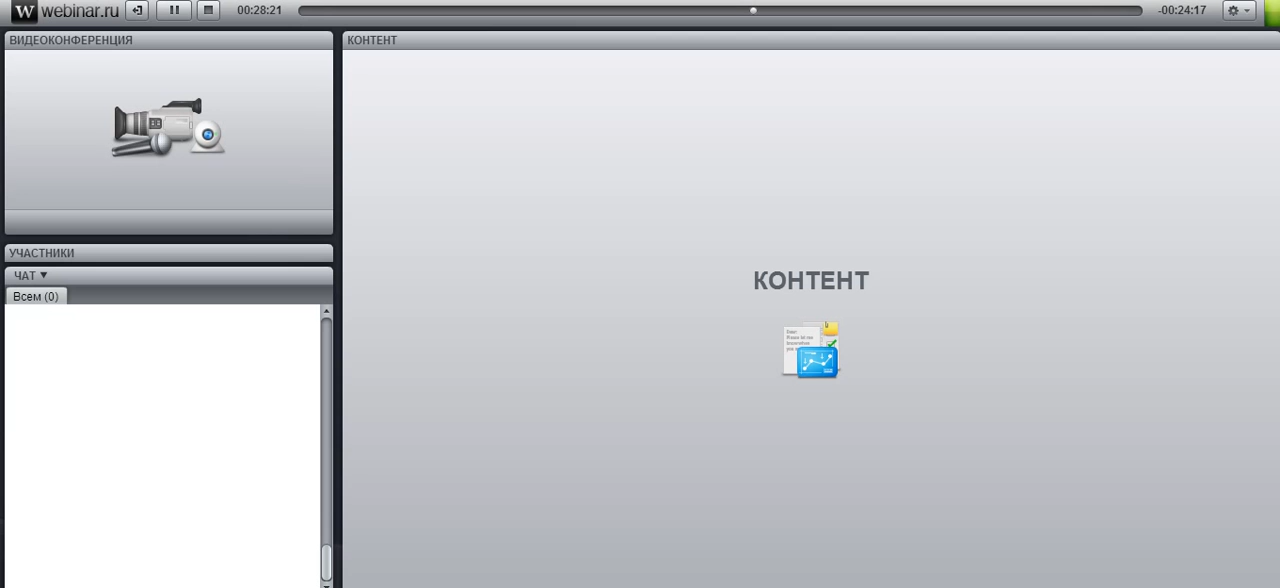 W webinar.ru 00:28:21 -00:24:17
ВИДЕОКОНФЕРЕНЦИЯ
КОНТЕНТ
УЧАСТНИКИ
ЧАТ
Всем (0)
КОНТЕНТ